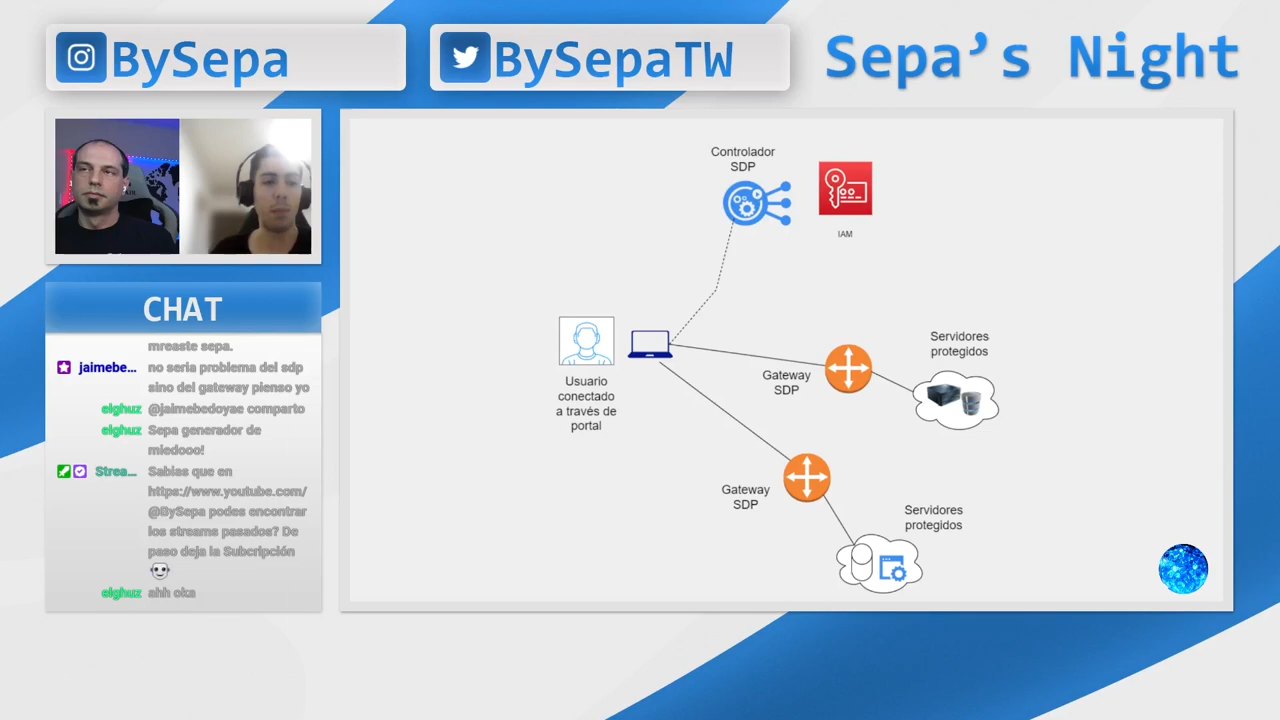 BySepa
BySepaTW
Sepa's Night
CHAT
mreaste sepa.
jaimebe... no seria problema del sdp
sino del gateway pienso yo
elghuz @jaimebedoyae comparto
elghuz Sepa generador de
miedooo!
Strea... Sabias que en
https://www.youtube.com/
@BySepa podes encontrar
los streams pasados? De
paso deja la Subcripción
elghuz ahh oka
Controlador
SDP
IAM
Usuario
conectado
a través de
portal
Gateway
SDP
Servidores
protegidos
Gateway
SDP
Servidores
protegidos